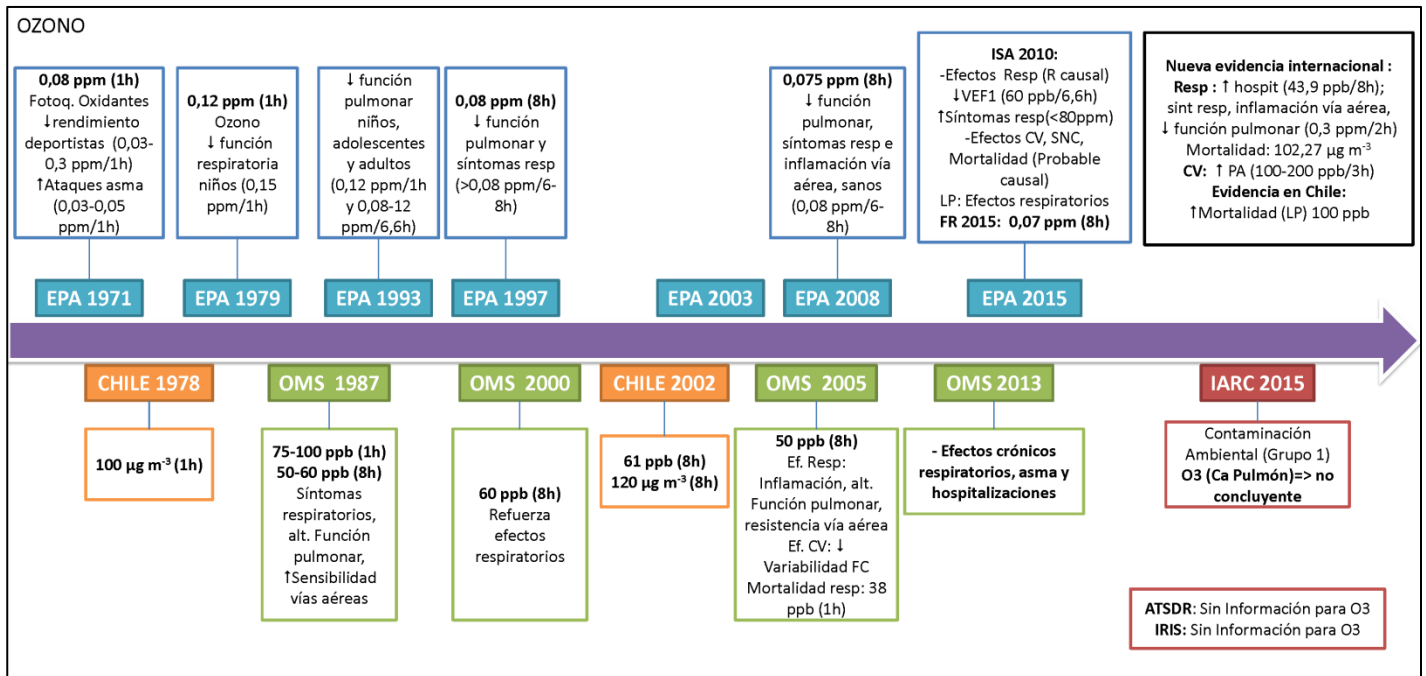 OZONO
0,08 ppm (1h)
Fotoq. Oxidantes
↓rendimiento
deportistas (0,03-
0,3 ppm/1h)
↑Ataques asma
(0,03-0,05
ppm/1h)
0,12 ppm (1h)
Ozono
↓ función
respiratoria
niños (0,15
ppm/1h)
↓ función
pulmonar
niños,
adolescentes
y adultos
(0,12 ppm/1h
y 0,08-12
ppm/6,6h)
0,08 ppm (8h)
↓ función
pulmonar y
síntomas resp
(>0,08 ppm/6-
8h)
0,075 ppm (8h)
↓ función
pulmonar,
síntomas resp e
inflamación vía
aérea, sanos
(0,08 ppm/6-
8h)
ISA 2010:
-Efectos Resp (R causal)
↓VEF1 (60 ppb/6,6h)
↑Síntomas resp(<80ppm)
-Efectos CV, SNC,
Mortalidad (Probable
causal)
LP: Efectos respiratorios
FR 2015: 0,07 ppm (8h)
Nueva evidencia internacional :
Resp : ↑ hospit (43,9 ppb/8h);
sint resp, inflamación vía aérea,
↓ función pulmonar (0,3 ppm/2h)
Mortalidad: 102,27 µg m⁻³
CV: ↑ PA (100-200 ppb/3h)
Evidencia en Chile:
↑Mortalidad (LP) 100 ppb
EPA 1971
EPA 1979
EPA 1993
EPA 1997
EPA 2003
EPA 2008
EPA 2015
CHILE 1978
OMS 1987
OMS 2000
CHILE 2002
OMS 2005
OMS 2013
IARC 2015
100 µg m⁻³ (1h)
75-100 ppb (1h)
50-60 ppb (8h)
Síntomas
respiratorios,
alt. Función
pulmonar,
↑Sensibilidad
vías aéreas
60 ppb (8h)
Refuerza
efectos
respiratorios
61 ppb (8h)
120 µg m⁻³ (8h)
50 ppb (8h)
Ef. Resp:
Inflamación, alt.
Función pulmonar,
resistencia vía aérea
Ef. CV: ↓
Variabilidad FC
Mortalidad resp: 38
ppb (1h)
- Efectos crónicos
respiratorios, asma y
hospitalizaciones
Contaminación
Ambiental (Grupo 1)
O3 (Ca Pulmón)=> no
concluyente
ATSDR: Sin Información para O3
IRIS: Sin Información para O3